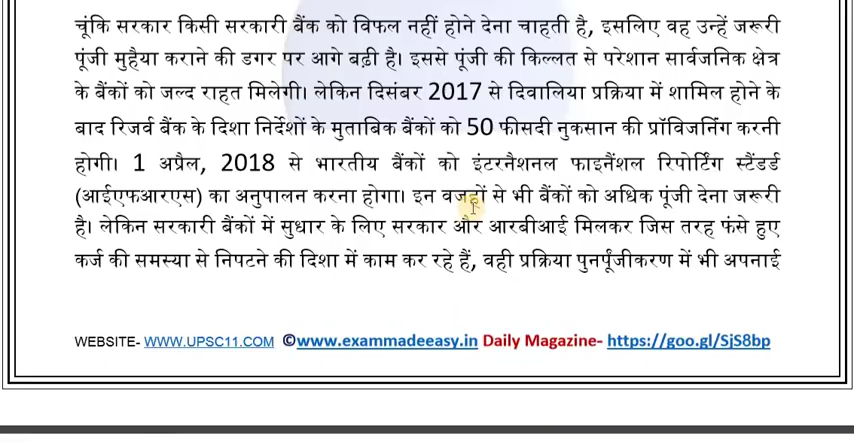 चूंकि सरकार किसी सरकारी बैंक को विफल नहीं होने देना चाहती है, इसलिए वह उन्हें जरूरी
पूंजी मुहैया कराने की डगर पर आगे बढ़ी है। इससे पूंजी की किल्लत से परेशान सार्वजनिक क्षेत्र
के बैंकों को जल्द राहत मिलेगी। लेकिन दिसंबर 2017 से दिवालिया प्रक्रिया में शामिल होने के
बाद रिजर्व बैंक के दिशा निर्देशों के मुताबिक बैंकों को 50 फीसदी नुकसान की प्रॉविजनिंग करनी
होगी। 1 अप्रैल, 2018 से भारतीय बैंकों को इंटरनैशनल फाइनैंशल रिपोर्टिंग स्टैंडर्ड
(आईएफआरएस) का अनुपालन करना होगा। इन वजहों से भी बैंकों को अधिक पूंजी देना जरूरी
है। लेकिन सरकारी बैंकों में सुधार के लिए सरकार और आरबीआई मिलकर जिस तरह फंसे हुए
कर्ज की समस्या से निपटने की दिशा में काम कर रहे हैं, वही प्रक्रिया पुनर्पूंजीकरण में भी अपनाई
WEBSITE- WWW.UPSC11.COM ©www.exammadeeasy.in Daily Magazine- https://goo.gl/SjS8bp